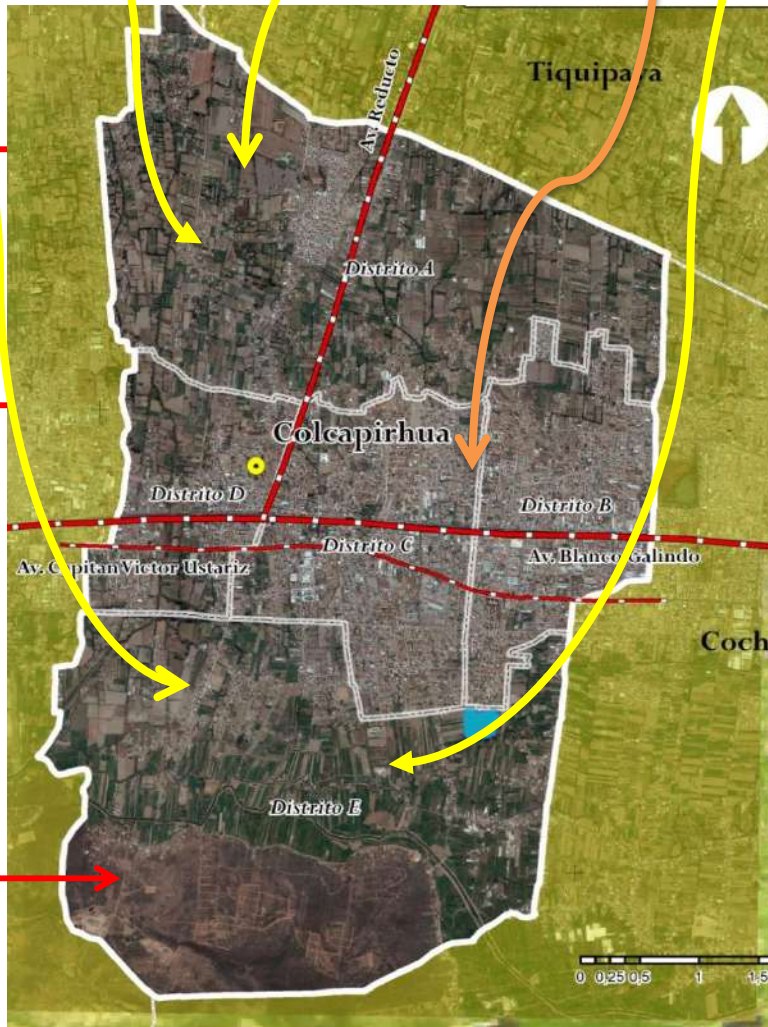 Tiquipaya
Av. Reducto
Distrito A
Colcapirhua
Distrito D
Distrito B
Distrito C
Av. Blanco Galindo
Av. Capitan Victor Ustariz
Coch
Distrito E
0 0,25 0,5 1 1,5